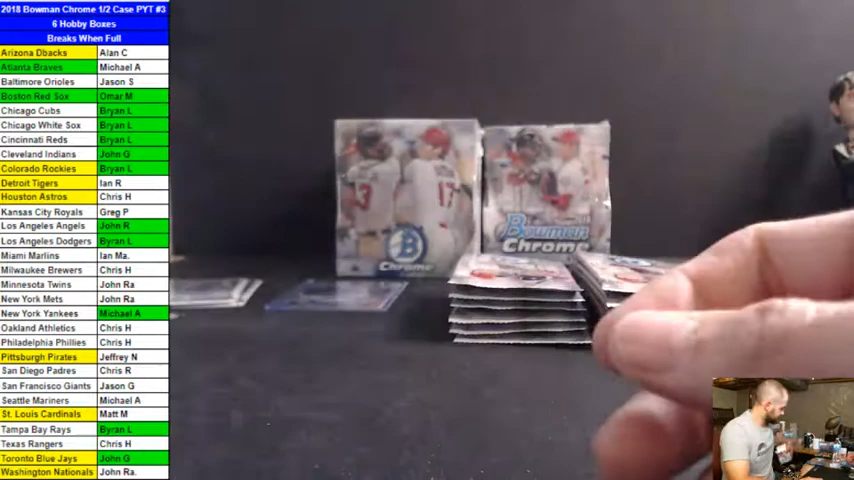 2018 Bowman Chrome 1/2 Case PYT #3
6 Hobby Boxes
Breaks When Full
Arizona Dbacks Alan C
Atlanta Braves Michael A
Baltimore Orioles Jason S
Boston Red Sox Omar M
Chicago Cubs Bryan L
Chicago White Sox Bryan L
Cincinnati Reds Bryan L
Cleveland Indians John G
Colorado Rockies Bryan L
Detroit Tigers Ian R
Houston Astros Chris H
Kansas City Royals Greg P
Los Angeles Angels John R
Los Angeles Dodgers Byran L
Miami Marlins Ian Ma.
Milwaukee Brewers Chris H
Minnesota Twins John Ra
New York Mets John Ra
New York Yankees Michael A
Oakland Athletics Chris H
Philadelphia Phillies Chris H
Pittsburgh Pirates Jeffrey N
San Diego Padres Chris R
San Francisco Giants Jason G
Seattle Mariners Michael A
St. Louis Cardinals Matt M
Tampa Bay Rays Byran L
Texas Rangers Chris H
Toronto Blue Jays John G
Washington Nationals John Ra.
13
17
B
Chrome
Bowman
Chrome